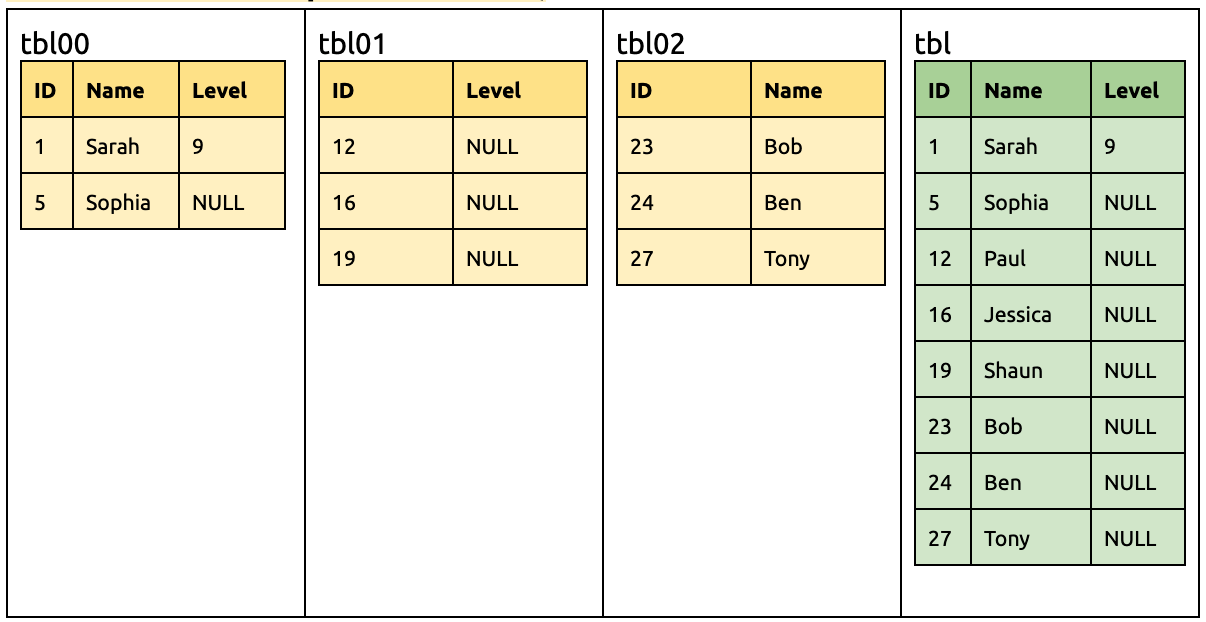 tbl00
ID Name Level
1 Sarah 9
5 Sophia NULL
tbl01
ID Level
12 NULL
16 NULL
19 NULL
tbl02
ID Name
23 Bob
24 Ben
27 Tony
tbl
ID Name Level
1 Sarah 9
5 Sophia NULL
12 Paul NULL
16 Jessica NULL
19 Shaun NULL
23 Bob NULL
24 Ben NULL
27 Tony NULL